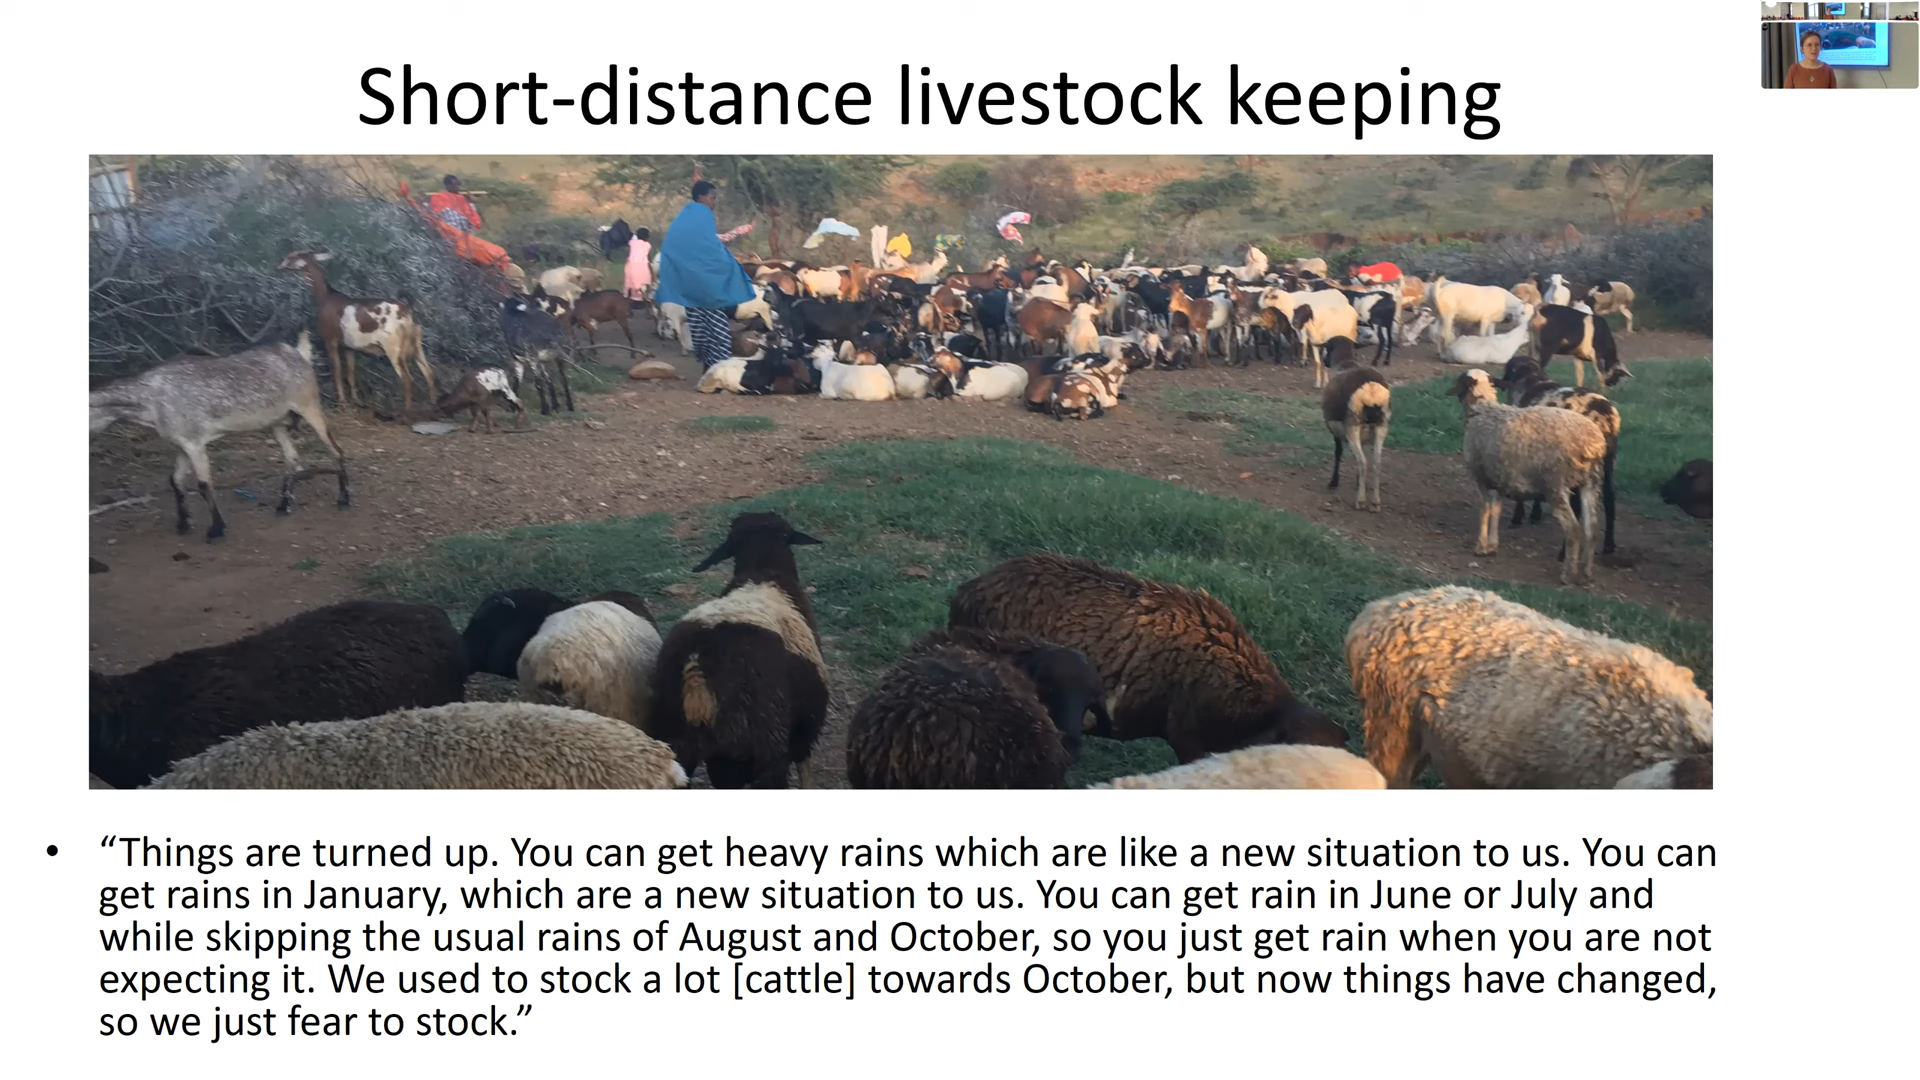 Short-distance livestock keeping
• “Things are turned up. You can get heavy rains which are like a new situation to us. You can
get rains in January, which are a new situation to us. You can get rain in June or July and
while skipping the usual rains of August and October, so you just get rain when you are not
expecting it. We used to stock a lot [cattle] towards October, but now things have changed,
so we just fear to stock.”